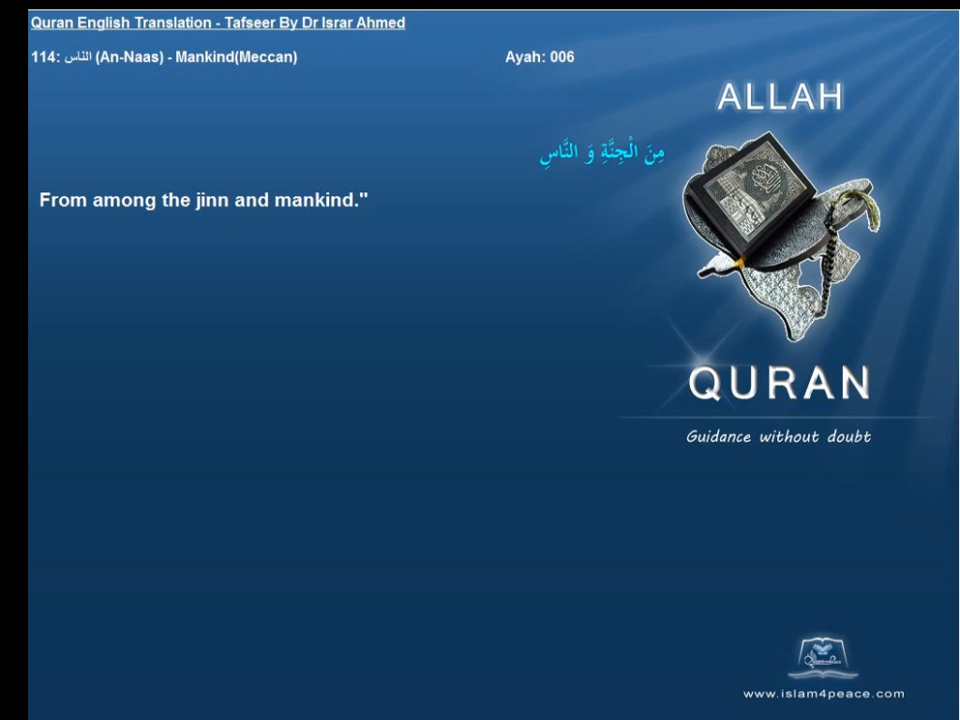 Quran English Translation - Tafseer By Dr Israr Ahmed
114: الناس (An-Naas) - Mankind(Meccan) Ayah: 006
ALLAH
مِنَ الْجِنَّةِ وَ النَّاسِ
From among the jinn and mankind."
QURAN
Guidance without doubt
www.islam4peace.com